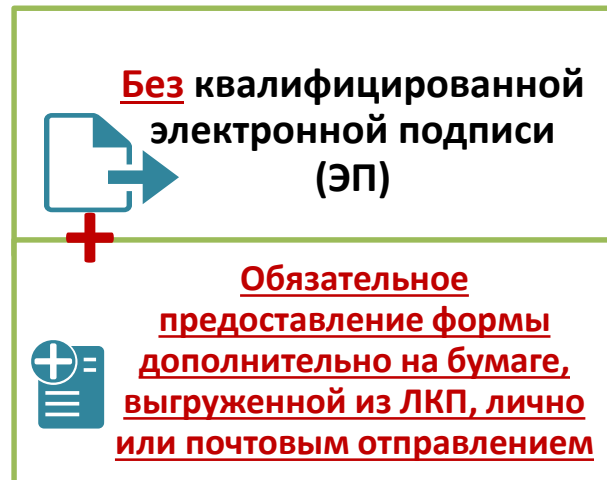 Без квалифицированной
электронной подписи
(ЭП)
Обязательное
предоставление формы
дополнительно на бумаге,
выгруженной из ЛКП, лично
или почтовым отправлением